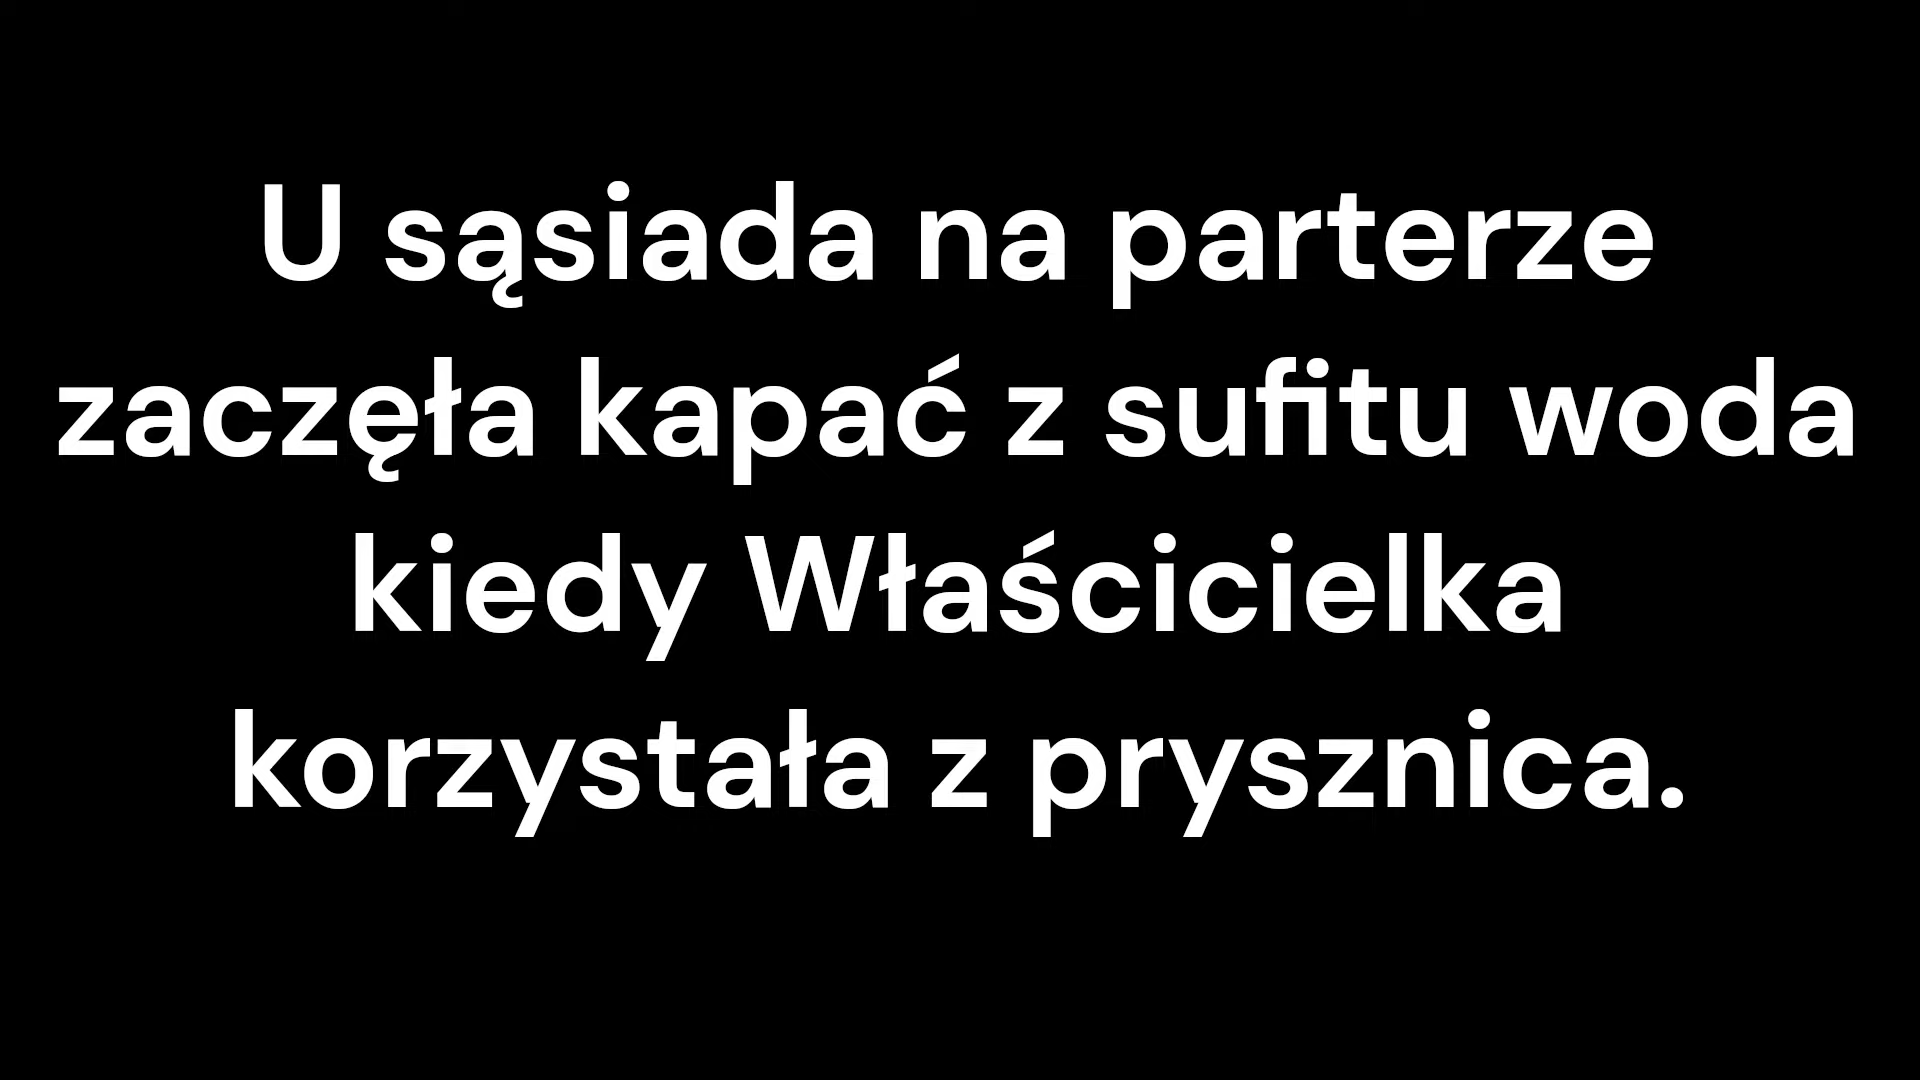 U sąsiada na parterze
zaczęła kapać z sufitu woda
kiedy Właścicielka
korzystała z prysznica.